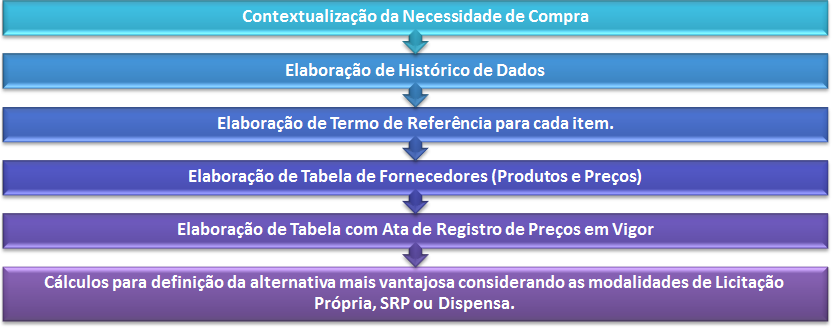 Contextualização da Necessidade de Compra
Elaboração de Histórico de Dados
Elaboração de Termo de Referência para cada item.
Elaboração de Tabela de Fornecedores (Produtos e Preços)
Elaboração de Tabela com Ata de Registro de Preços em Vigor
Cálculos para definição da alternativa mais vantajosa considerando as modalidades de Licitação
Própria, SRP ou Dispensa.